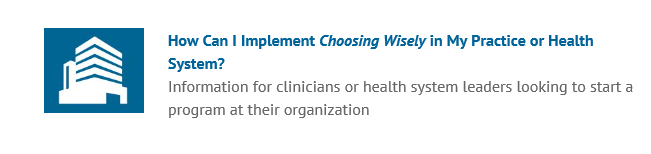 How Can I Implement Choosing Wisely in My Practice or Health
System?
Information for clinicians or health system leaders looking to start a
program at their organization